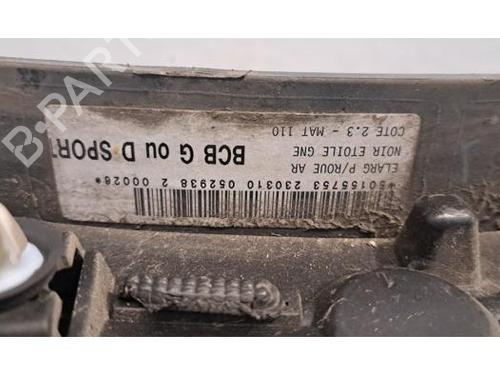 *50155753 230310 052938 2 00026*
ELARG P/ROUE AR
NOIR ETOILE GNE
COTE 2.3 - MAT 110
BCB G ou D SPORT
B-Parts